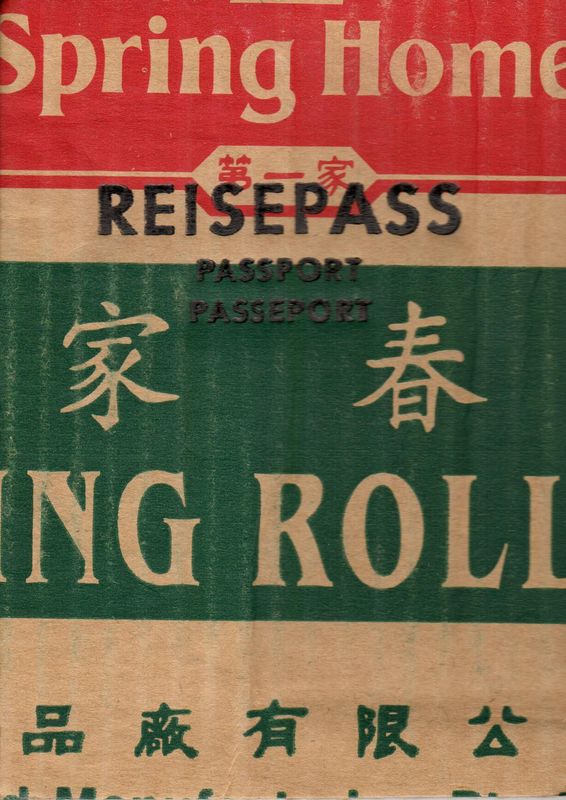 Spring Home
第一家
REISEPASS
PASSPORT
PASSEPORT
家春
ING ROLL
品廠有限公